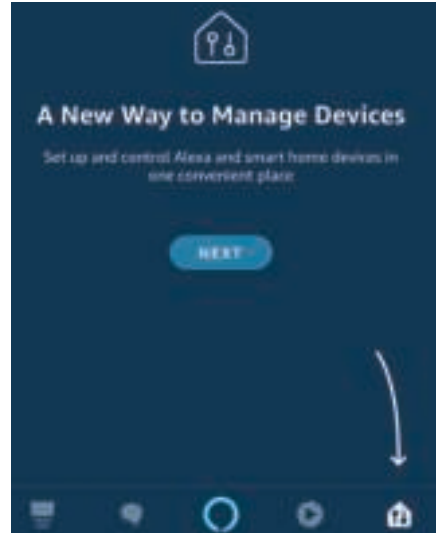 A New Way to Manage Devices
Set up and control Alexa and smart home devices in
one convenient place
NEXT